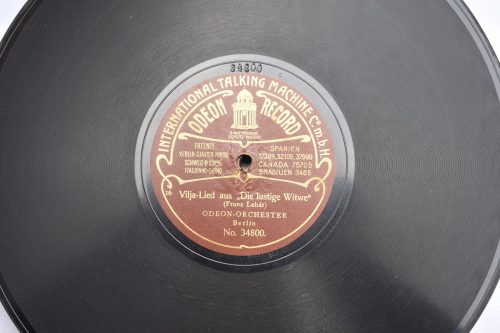 34800
INTERNATIONAL TALKING MACHINE Co m.b.H.
ODEON RECORD
PATENTE
SPANIEN
CANADA 75705
BRASILIEN 3465
Vilja-Lied aus „Die lustige Witwe"
(Franz Lehár)
ODEON-ORCHESTER
Berlin
No. 34800.